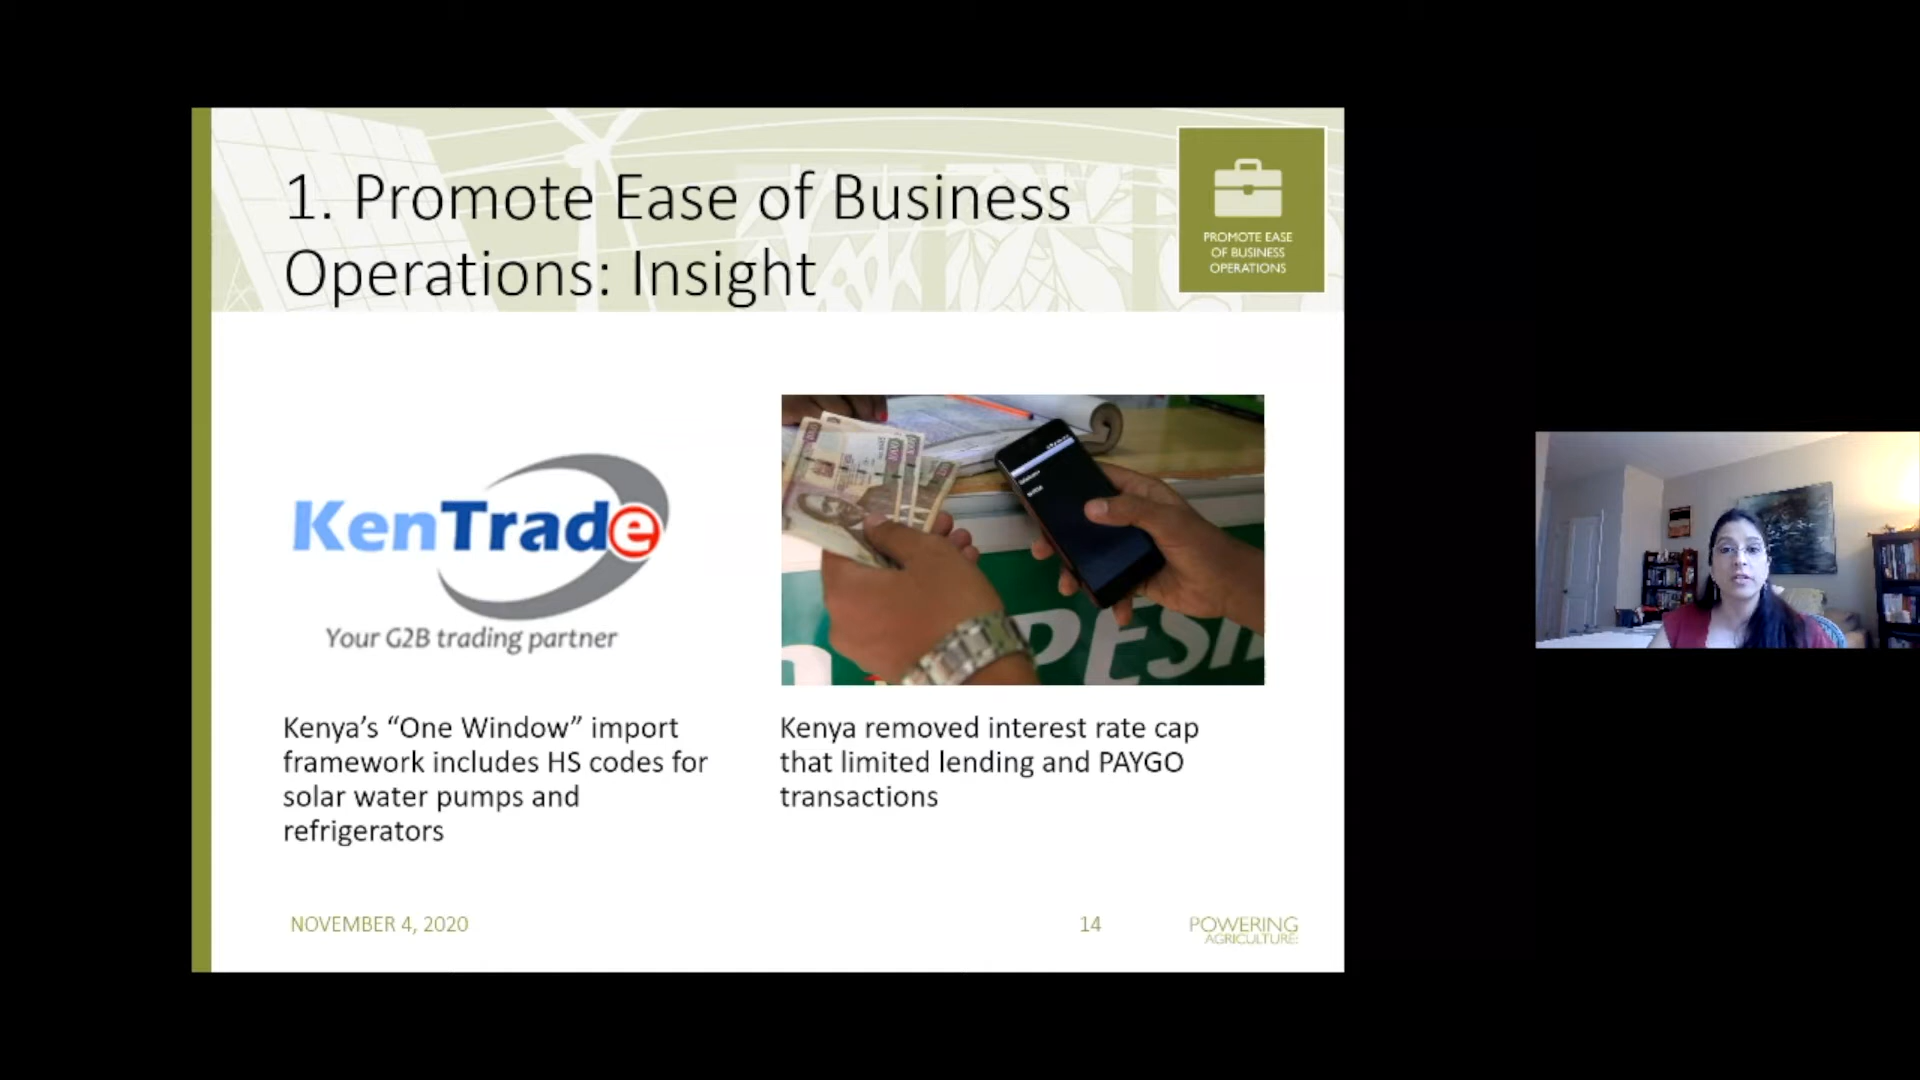 1. Promote Ease of Business
Operations: Insight
PROMOTE EASE
OF BUSINESS
OPERATIONS
KenTrade
Your G2B trading partner
PESA
Kenya’s “One Window” import
framework includes HS codes for
solar water pumps and
refrigerators
Kenya removed interest rate cap
that limited lending and PAYGO
transactions
NOVEMBER 4, 2020
14
POWERING
AGRICULTURE: